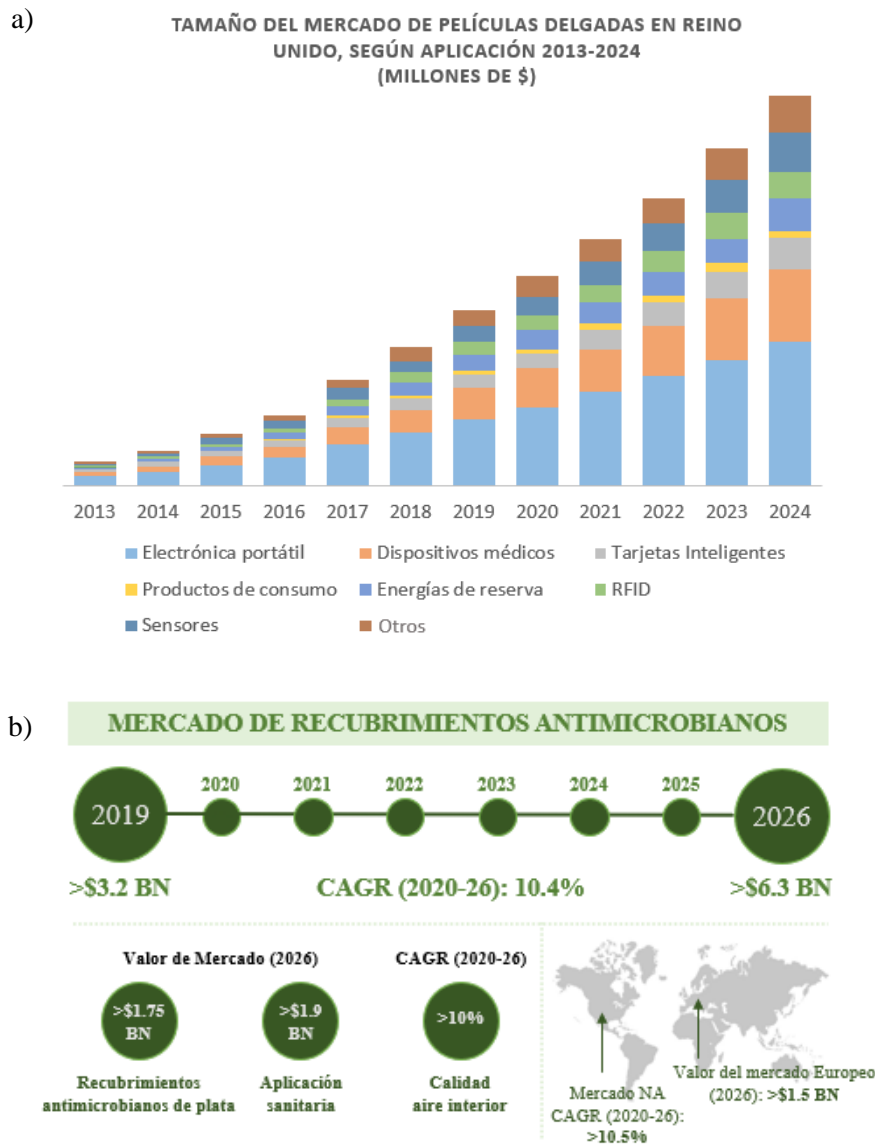 a)
TAMAÑO DEL MERCADO DE PELÍCULAS DELGADAS EN REINO
UNIDO, SEGÚN APLICACIÓN 2013-2024
(MILLONES DE $)
2013 2014 2015 2016 2017 2018 2019 2020 2021 2022 2023 2024
Electrónica portátil Dispositivos médicos Tarjetas Inteligentes
Productos de consumo Energías de reserva RFID
Sensores Otros
b)
MERCADO DE RECUBRIMIENTOS ANTIMICROBIANOS
2020 2021 2022 2023 2024 2025
2019 2026
>$3.2 BN CAGR (2020-26): 10.4% >$6.3 BN
Valor de Mercado (2026) CAGR (2020-26)
>$1.75
BN
>$1.9
BN
>10%
Recubrimientos
antimicrobianos de plata
Aplicación
sanitaria
Calidad
aire interior
Mercado NA
CAGR (2020-26):
>10.5%
Valor del mercado Europeo
(2026): >$1.5 BN